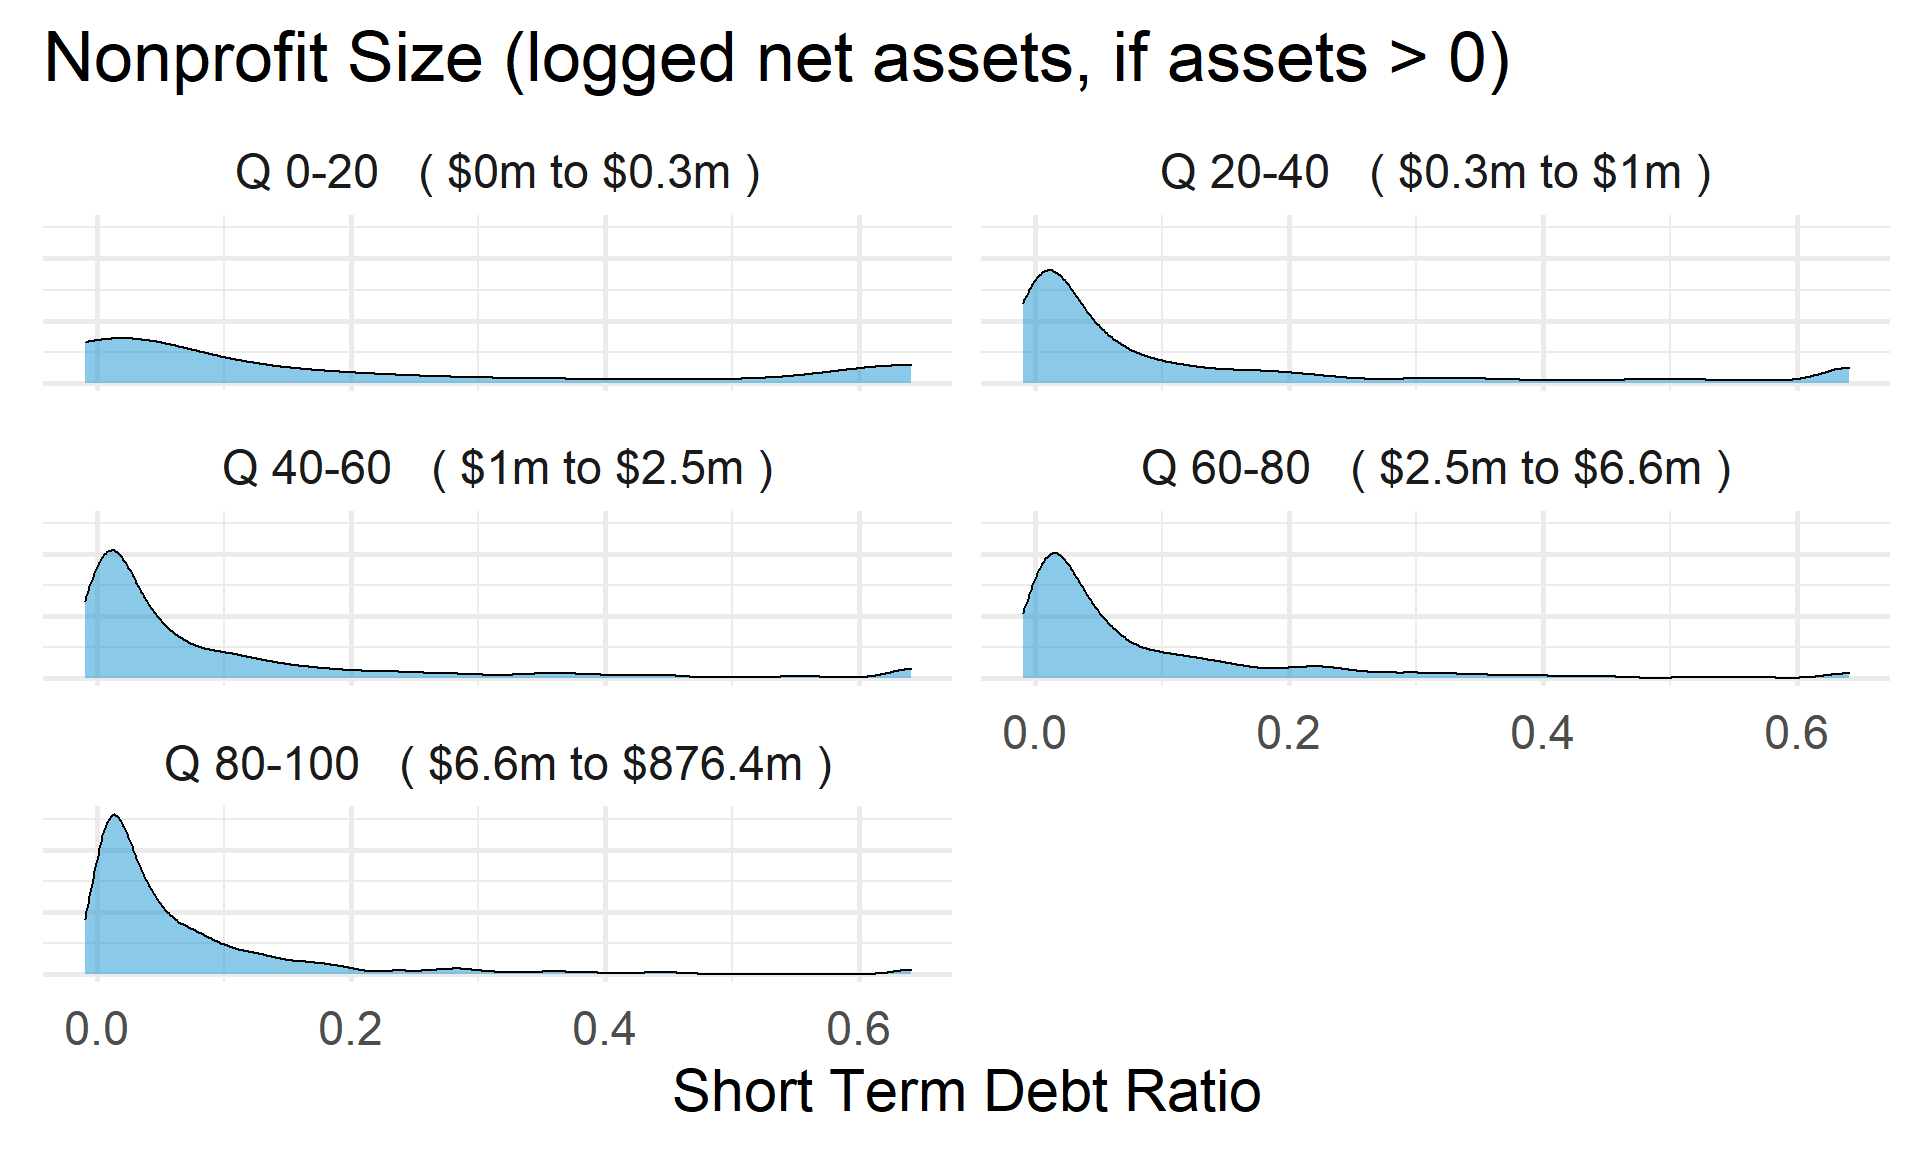 Nonprofit Size (logged net assets, if assets > 0)
Q 0-20 ( $0m to $0.3m )
Q 20-40 ( $0.3m to $1m )
Q 40-60 ( $1m to $2.5m )
Q 60-80 ( $2.5m to $6.6m )
0.0 0.2 0.4 0.6
Q 80-100 ( $6.6m to $876.4m )
0.0 0.2 0.4 0.6
Short Term Debt Ratio